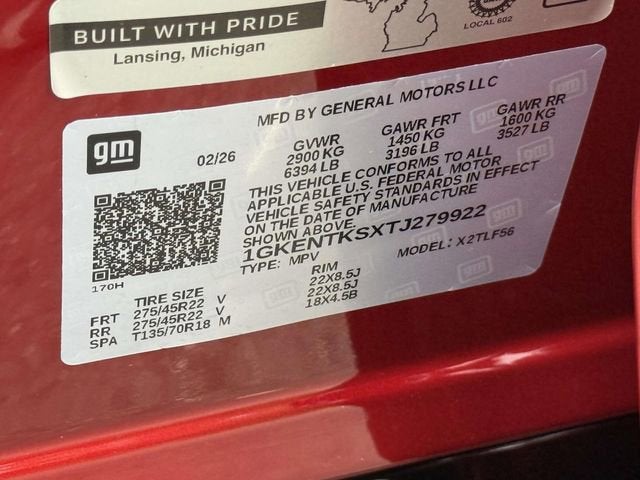 BUILT WITH PRIDE
Lansing, Michigan
LOCAL 602
gm
MFD BY GENERAL MOTORS LLC
02/26
GVWR GAWR FRT GAWR RR
2900 KG 1450 KG 1600 KG
6394 LB 3196 LB 3527 LB
THIS VEHICLE CONFORMS TO ALL
APPLICABLE U.S. FEDERAL MOTOR
VEHICLE SAFETY STANDARDS IN EFFECT
ON THE DATE OF MANUFACTURE
SHOWN ABOVE
1GKENTKSXTJ279922
TYPE: MPV MODEL: X2TLF56
170H
TIRE SIZE RIM
FRT 275/45R22 V 22X8.5J
RR 275/45R22 V 22X8.5J
SPA T135/70R18 M 18X4.5B